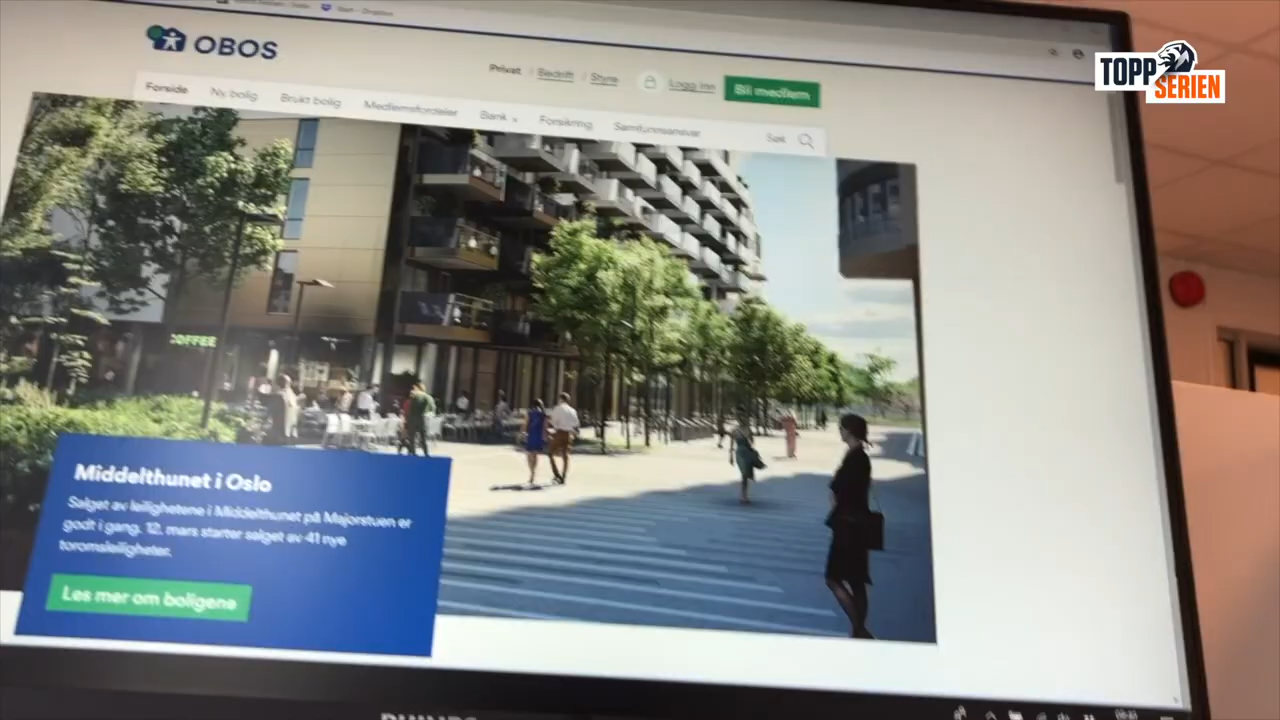 OBOS
TOPP
SERIEN
Privat Bedrift Styre Logg inn Bli medlem
Forside Ny bolig Brukt bolig Medlemsfordeler Bank Forsikring Samfunnsansvar Søk
COFFEE
Middelthunet i Oslo
Salget av leilighetene i Middelthunet på Majorstuen er
godt i gang. 12. mars starter salget av 41 nye
toromsleiligheter.
Les mer om boligene
PHILIPS